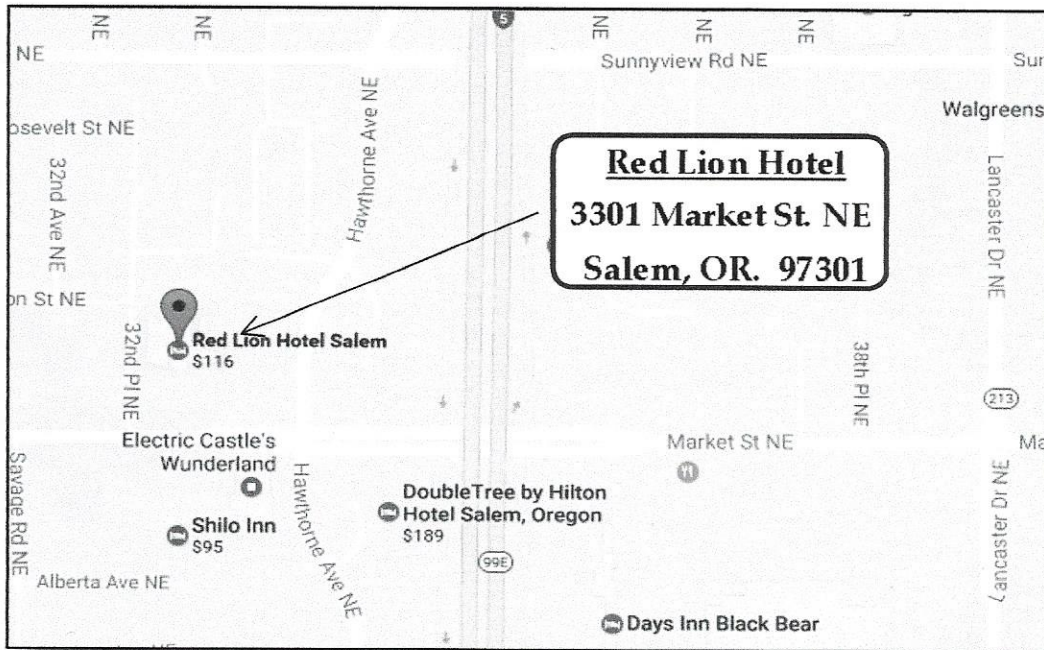 NE
NE
5
NE
NE
NE
NE
Sunnyview Rd NE
Sun
Walgreens
osevelt St NE
Hawthorne Ave NE
32nd Ave NE
Red Lion Hotel
3301 Market St. NE
Salem, OR. 97301
Lancaster Dr NE
on St NE
32nd Pl NE
Red Lion Hotel Salem
$116
38th Pl NE
213
Electric Castle's
Wunderland
Market St NE
Ma
Savage Rd NE
Hawthorne Ave NE
DoubleTree by Hilton
Hotel Salem, Oregon
$189
Shilo Inn
$95
99E
Lancaster Dr NE
Alberta Ave NE
Days Inn Black Bear